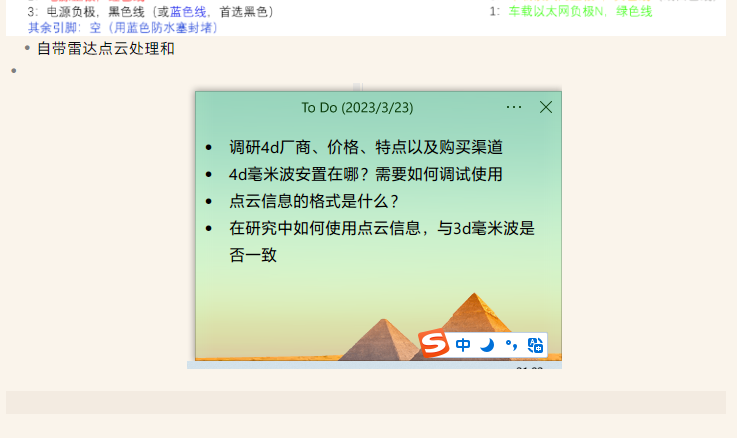 3：电源负极，黑色线（或蓝色线，首选黑色）
1：车载以太网负极N，绿色线
其余引脚：空（用蓝色防水塞封堵）
自带雷达点云处理和
To Do (2023/3/23)
调研4d厂商、价格、特点以及购买渠道
4d毫米波安置在哪？需要如何调试使用
点云信息的格式是什么？
在研究中如何使用点云信息，与3d毫米波是
否一致
中